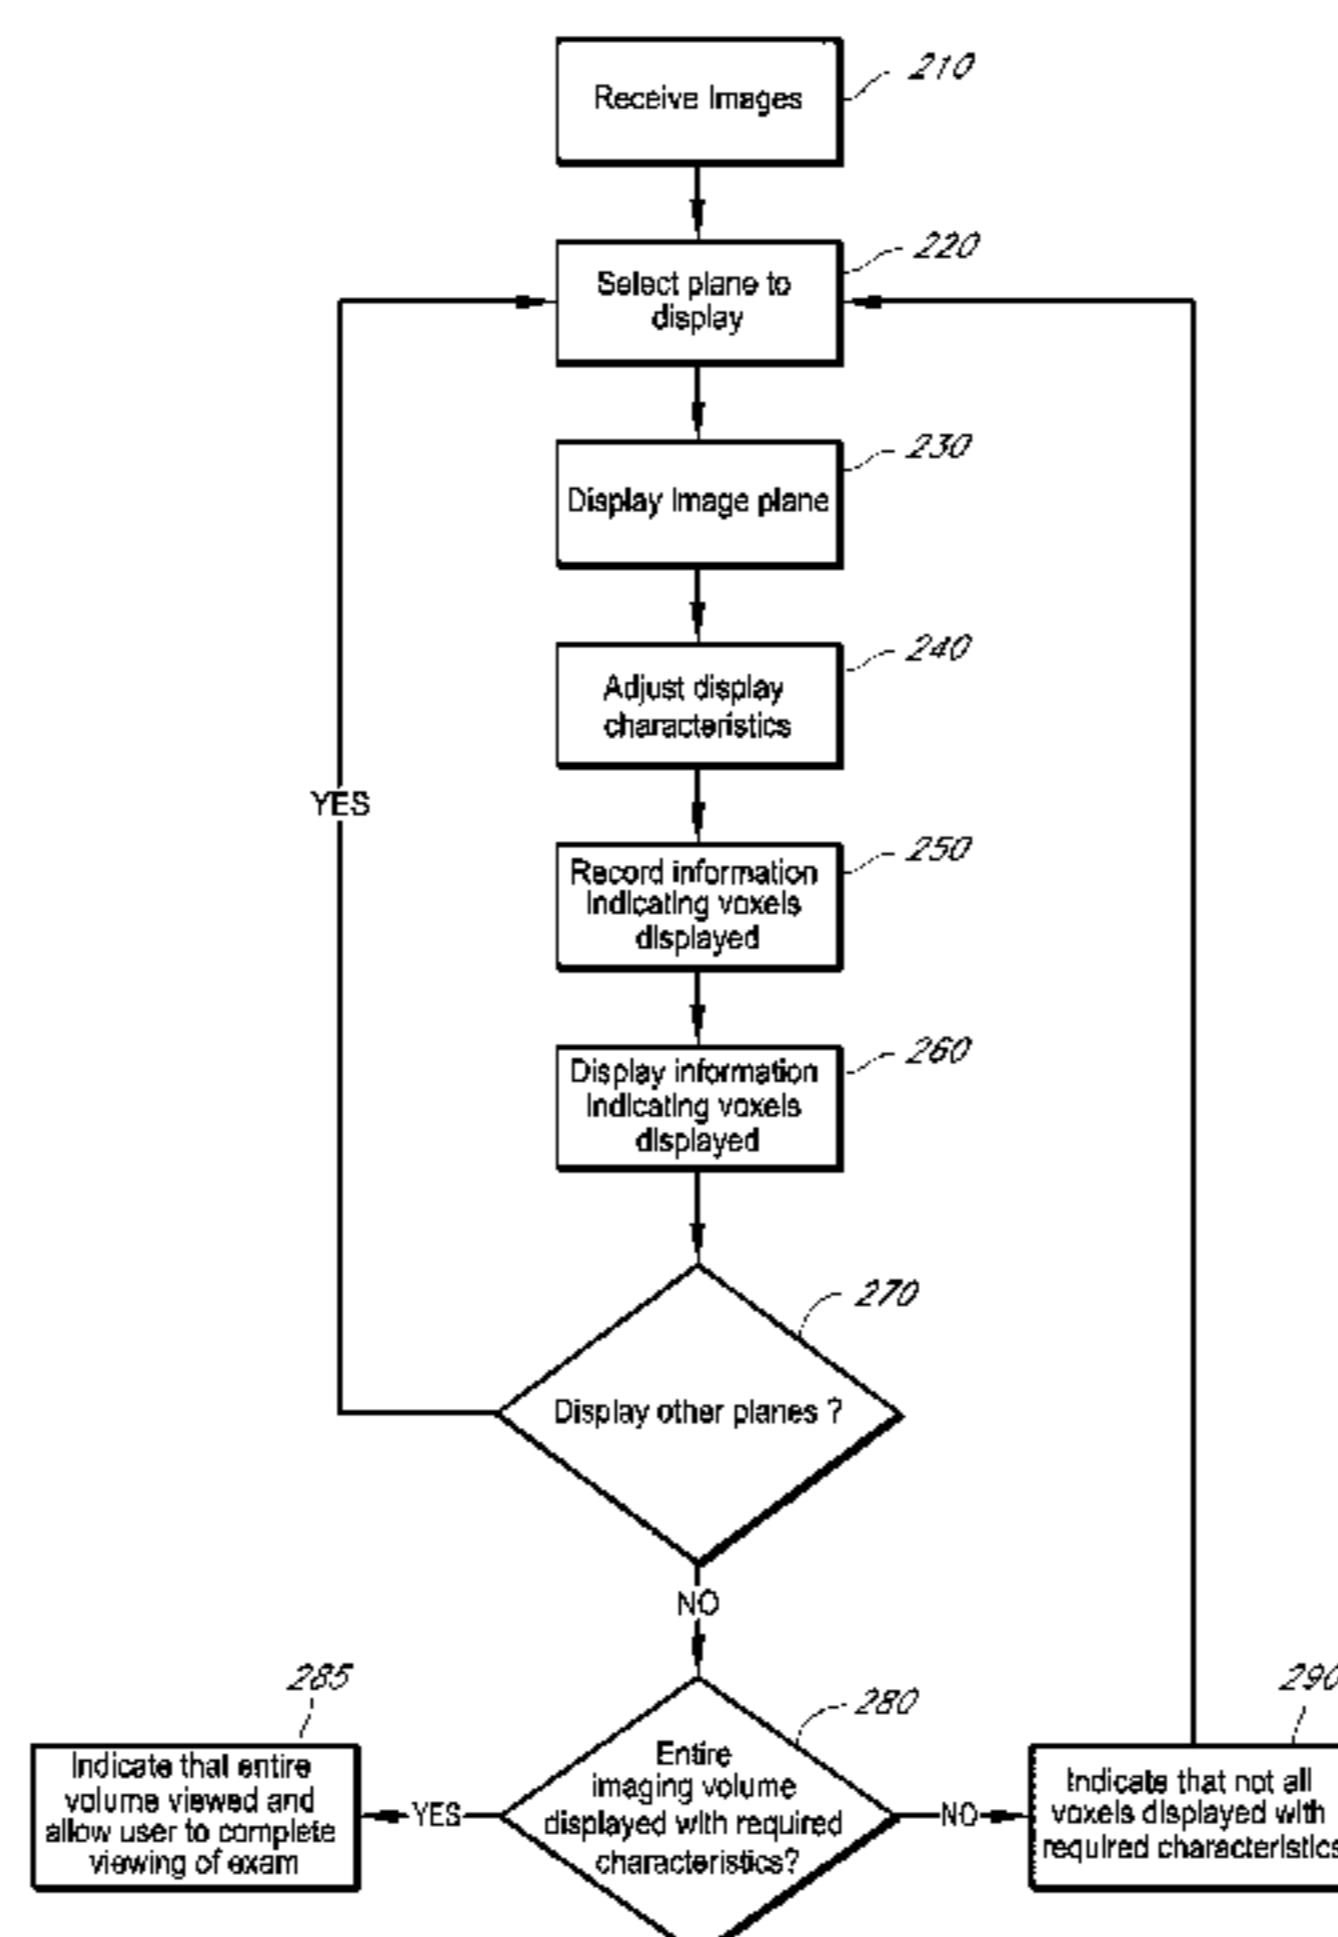 210
Receive Images
220
Select plane to
display
230
Display Image plane
240
Adjust display
characteristics
YES
250
Record information
indicating voxels
displayed
260
Display information
indicating voxels
displayed
270
Display other planes ?
NO
285
Indicate that entire
volume viewed and
allow user to complete
viewing of exam
YES
280
Entire
imaging volume
displayed with required
characteristics?
NO
290
Indicate that not all
voxels displayed with
required characteristics